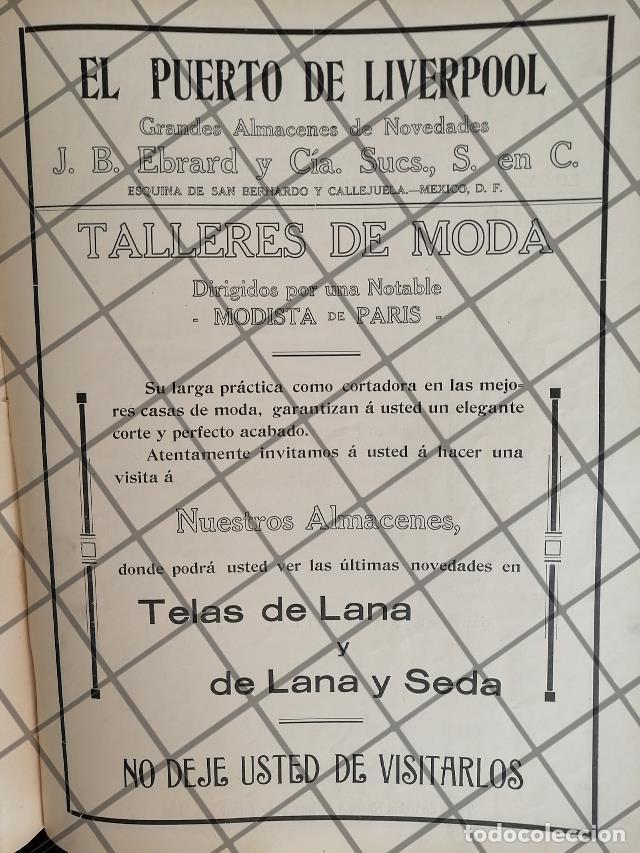 EL PUERTO DE LIVERPOOL
Grandes Almacenes de Novedades
J. B. Ebrard y Cía. Sucs., S. en C.
ESQUINA DE SAN BERNARDO Y CALLEJUELA.—MEXICO, D. F.
TALLERES DE MODA
Dirigidos por una Notable
- MODISTA DE PARIS -
Su larga práctica como cortadora en las mejo-
res casas de moda, garantizan á usted un elegante
corte y perfecto acabado.
Atentamente invitamos á usted á hacer una
visita á
Nuestros Almacenes,
donde podrá usted ver las últimas novedades en
Telas de Lana
y
de Lana y Seda
NO DEJE USTED DE VISITARLOS
todocoleccion